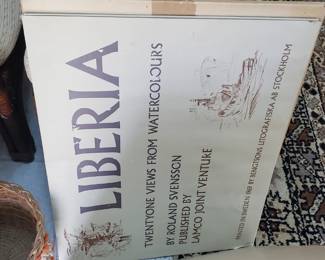 LIBERIA
TWENTYONE VIEWS FROM WATERCOLOURS
BY ROLAND SVENSSON
PUBLISHED BY
LAMCO JOINT VENTURE
PRINTED IN SWEDEN 1969 BY BENGTSONS LITOGRAFISKA AB STOCKHOLM